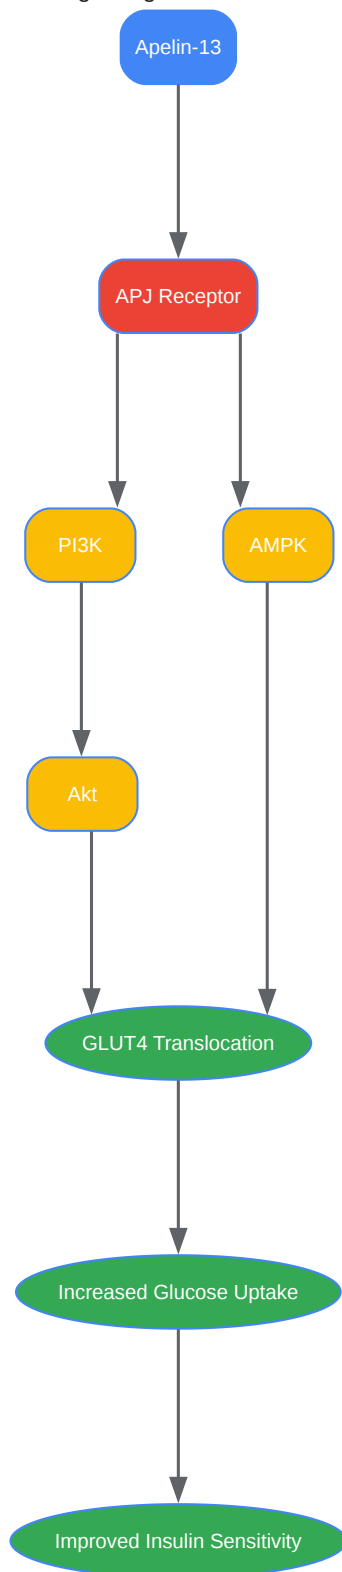 Apelin-13
APJ Receptor
PI3K
AMPK
Akt
GLUT4 Translocation
Increased Glucose Uptake
Improved Insulin Sensitivity